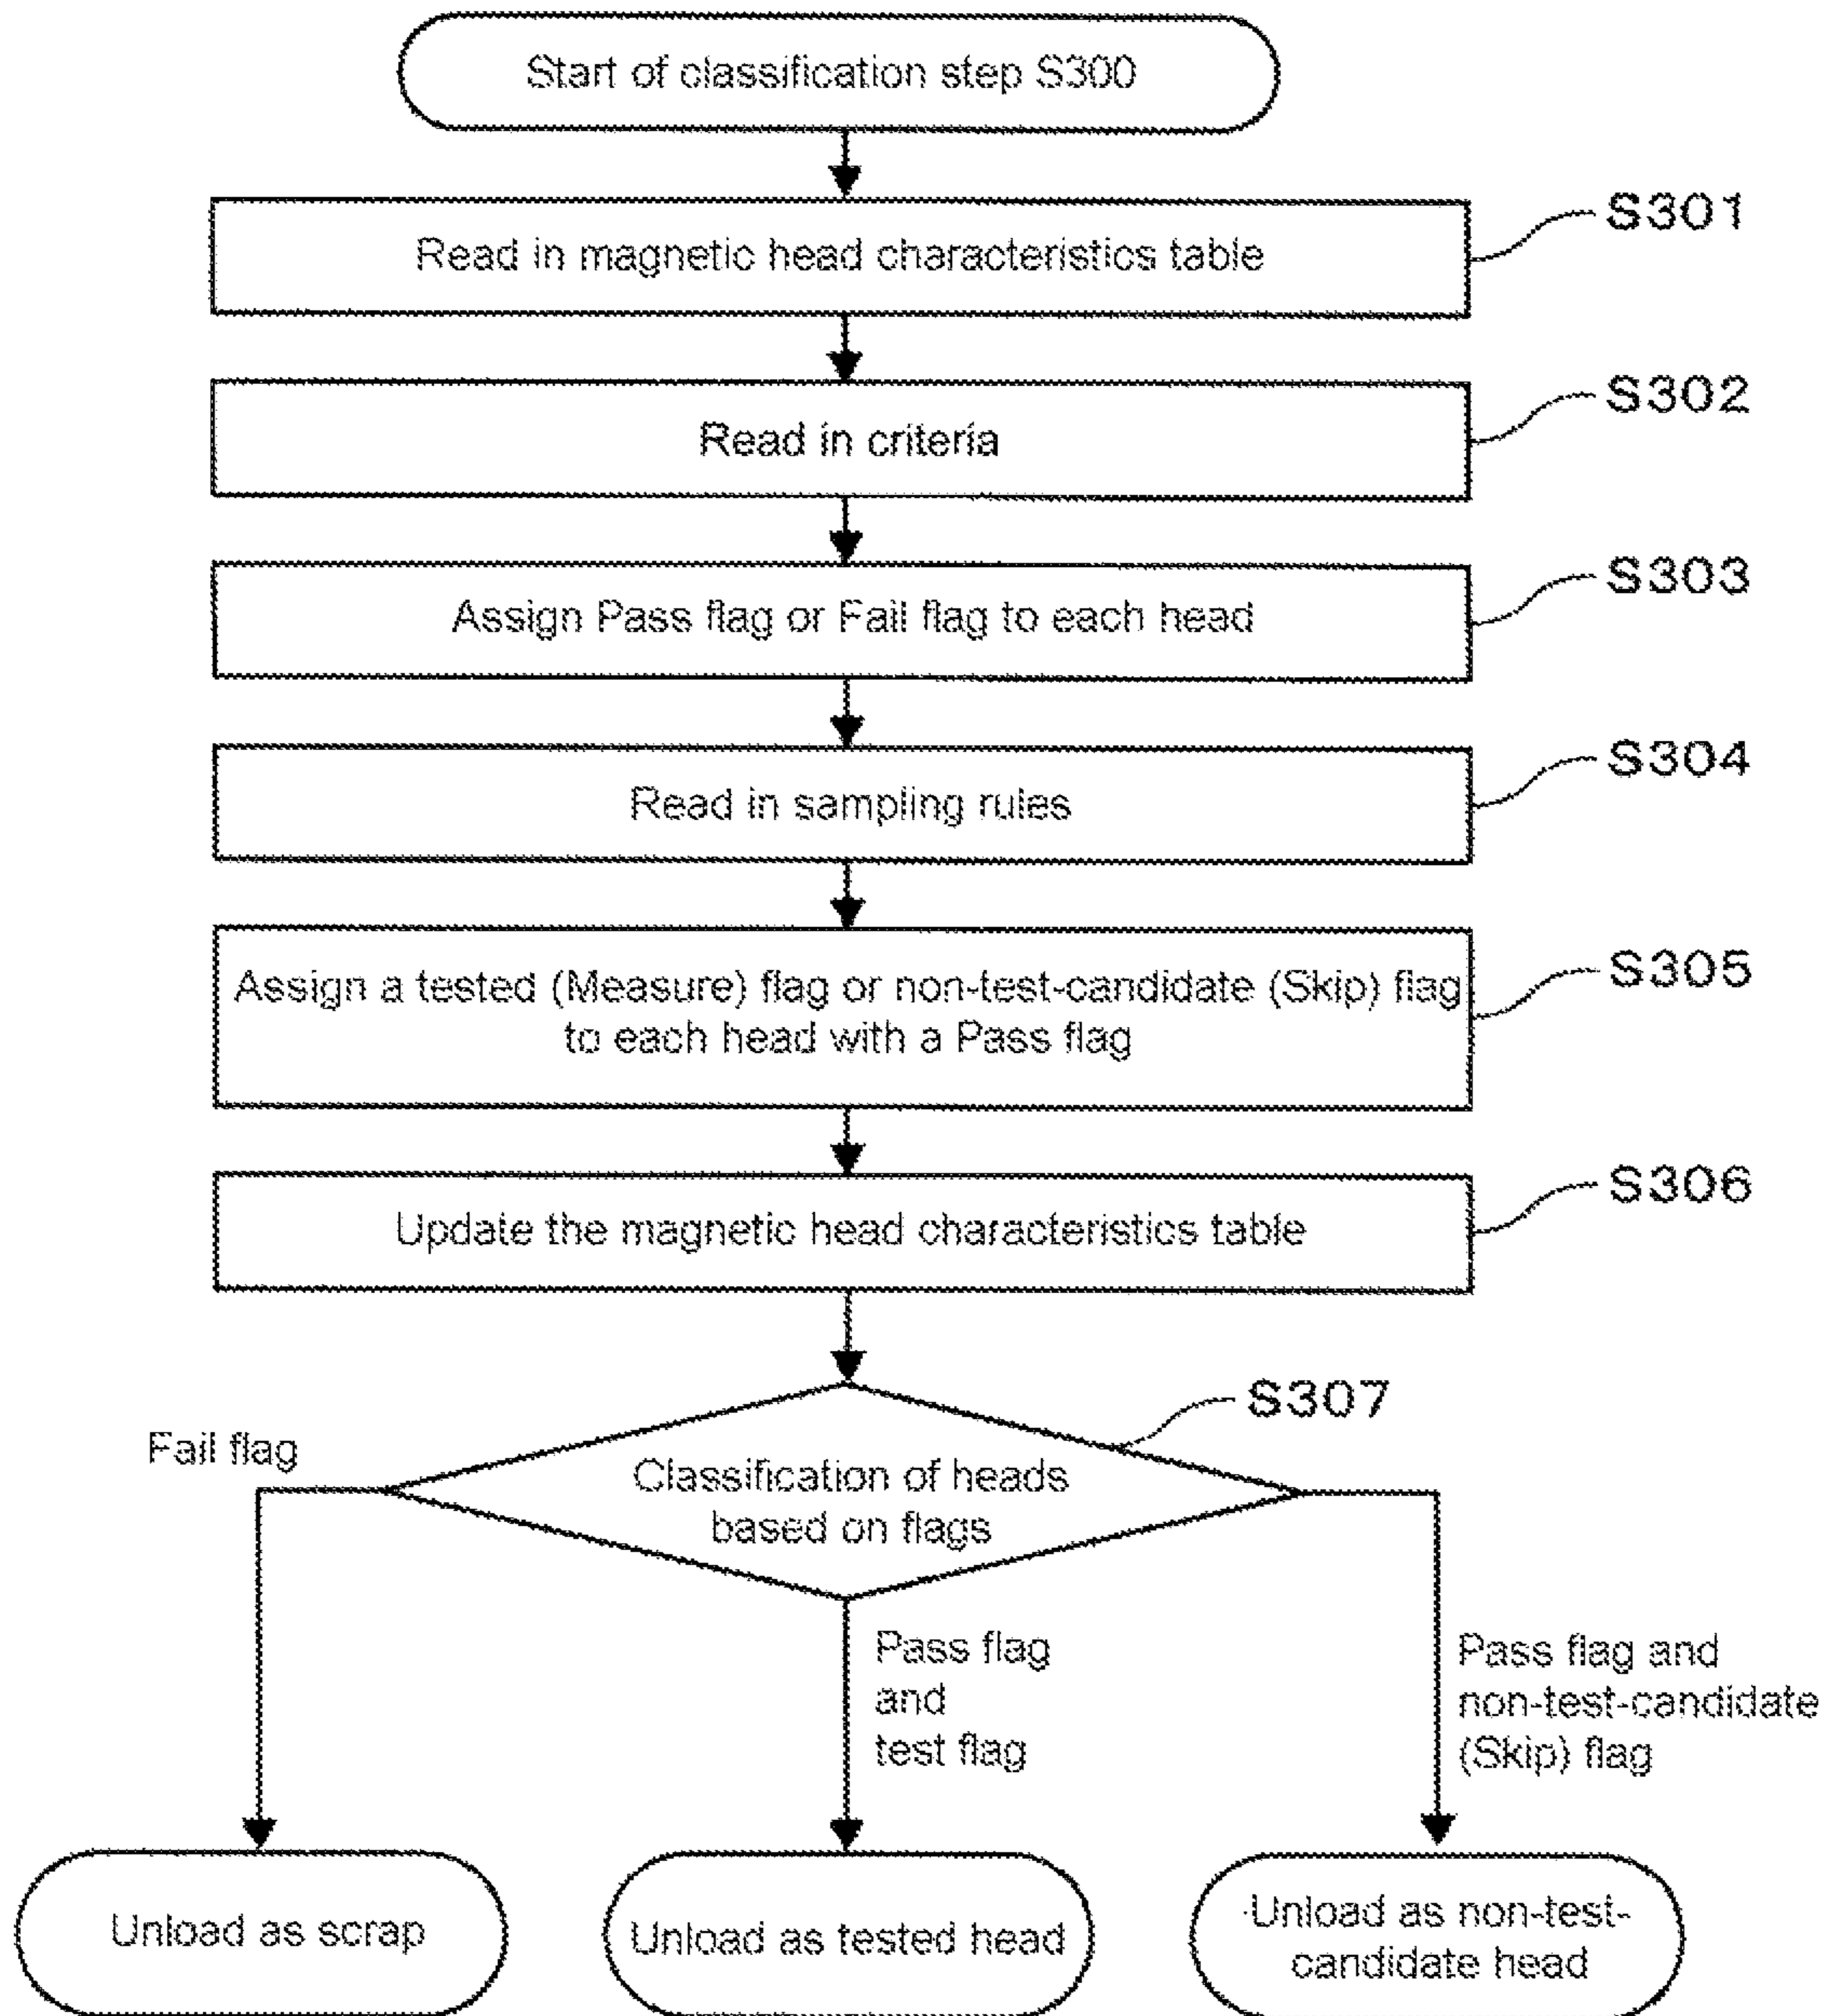 Start of classification step S300
S301
Read in magnetic head characteristics table
S302
Read in criteria
S303
Assign Pass flag or Fail flag to each head
S304
Read in sampling rules
S305
Assign a tested (Measure) flag or non-test-candidate (Skip) flag
to each head with a Pass flag
S306
Update the magnetic head characteristics table
S307
Fail flag
Classification of heads
based on flags
Pass flag
and
test flag
Pass flag and
non-test-candidate
(Skip) flag
Unload as scrap
Unload as tested head
Unload as non-test-
candidate head